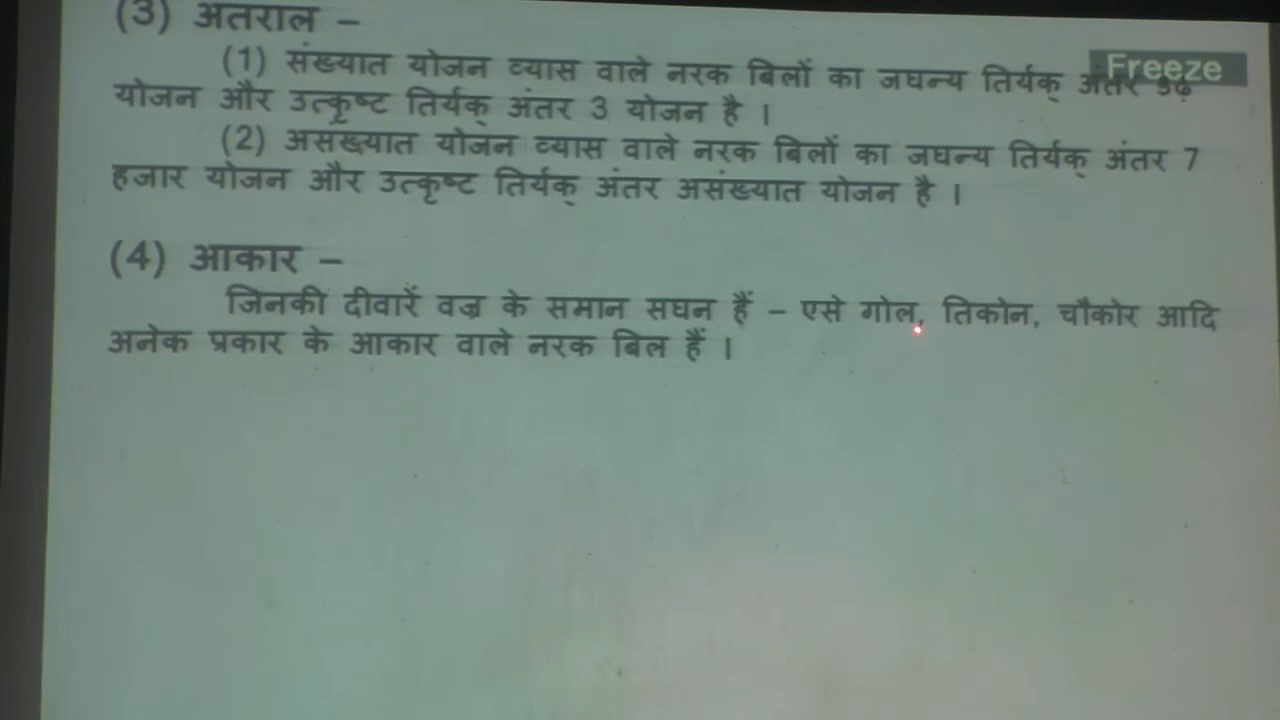 (3) अतराल –
(1) संख्यात योजन व्यास वाले नरक बिलों का जघन्य तिर्यक् अंतर
Freeze
योजन और उत्कृष्ट तिर्यक् अंतर 3 योजन है ।
(2) असख्यात योजन व्यास वाले नरक बिलों का जघन्य तिर्यक् अंतर 7
हजार योजन और उत्कृष्ट तिर्यक् अंतर असंख्यात योजन है ।
(4) आकार –
जिनकी दीवारें वज्र के समान सघन हैं – एसे गोल, तिकोन, चौकोर आदि
अनेक प्रकार के आकार वाले नरक बिल हैं ।